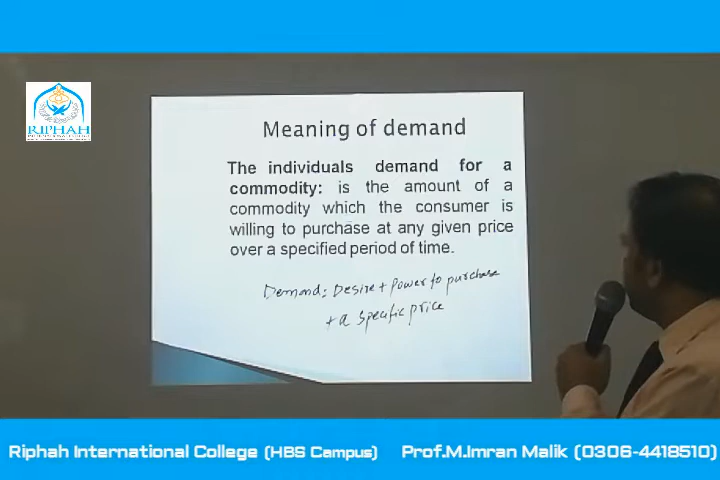 RIPHAH
Meaning of demand
The individuals demand for a
commodity: is the amount of a
commodity which the consumer is
willing to purchase at any given price
over a specified period of time.
Demand: Desire + Power to purchase
+ a specific price
Riphah International College (HBS Campus) Prof.M.Imran Malik (0306-4418510)